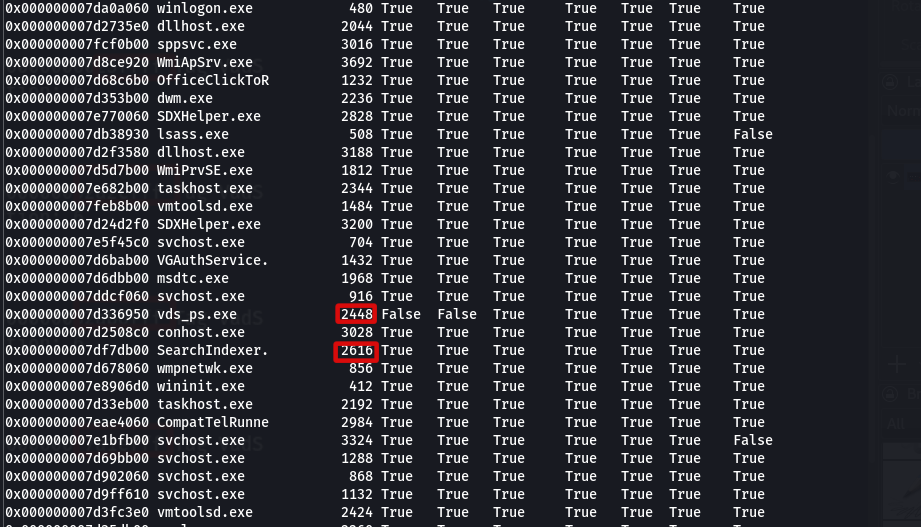 0x000000007da0a060 winlogon.exe 480 True True True True True True True
0x000000007d2735e0 dllhost.exe 2044 True True True True True True True
0x000000007fcf0b00 sppsvc.exe 3016 True True True True True True True
0x000000007d8ce920 WmiApSrv.exe 3692 True True True True True True True
0x000000007d68c6b0 OfficeClickToR 1232 True True True True True True True
0x000000007d353b00 dwm.exe 2236 True True True True True True True
0x000000007e770060 SDXHelper.exe 2828 True True True True True True True
0x000000007db38930 lsass.exe 508 True True True True True True False
0x000000007d2f3580 dllhost.exe 3188 True True True True True True True
0x000000007d5d7b00 WmiPrvSE.exe 1812 True True True True True True True
0x000000007e682b00 taskhost.exe 2344 True True True True True True True
0x000000007feb8b00 vmtoolsd.exe 1484 True True True True True True True
0x000000007d24d2f0 SDXHelper.exe 3200 True True True True True True True
0x000000007e5f45c0 svchost.exe 704 True True True True True True True
0x000000007d6bab00 VGAuthService. 1432 True True True True True True True
0x000000007d6dbb00 msdtc.exe 1968 True True True True True True True
0x000000007ddcf060 svchost.exe 916 True True True True True True True
0x000000007d336950 vds_ps.exe 2448 False False True True True True True
0x000000007d2508c0 conhost.exe 3028 True True True True True True True
0x000000007df7db00 SearchIndexer. 2616 True True True True True True True
0x000000007d678060 wmpnetwk.exe 856 True True True True True True True
0x000000007e8906d0 wininit.exe 412 True True True True True True True
0x000000007d33eb00 taskhost.exe 2192 True True True True True True True
0x000000007eae4060 CompatTelRunne 2984 True True True True True True True
0x000000007e1bfb00 svchost.exe 3324 True True True True True True False
0x000000007d69bb00 svchost.exe 1288 True True True True True True True
0x000000007d902060 svchost.exe 868 True True True True True True True
0x000000007d9ff610 svchost.exe 1132 True True True True True True True
0x000000007d3fc3e0 vmtoolsd.exe 2424 True True True True True True True